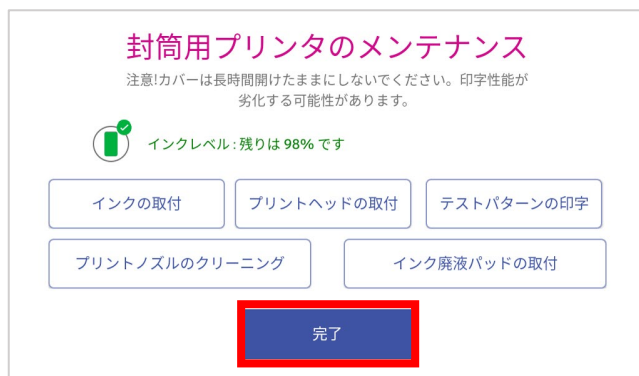 封筒用プリンタのメンテナンス
注意!カバーは長時間開けたままにしないでください。印字性能が
劣化する可能性があります。
インクレベル:残りは 98% です
インクの取付
プリントヘッドの取付
テストパターンの印字
プリントノズルのクリーニング
インク廃液パッドの取付
完了